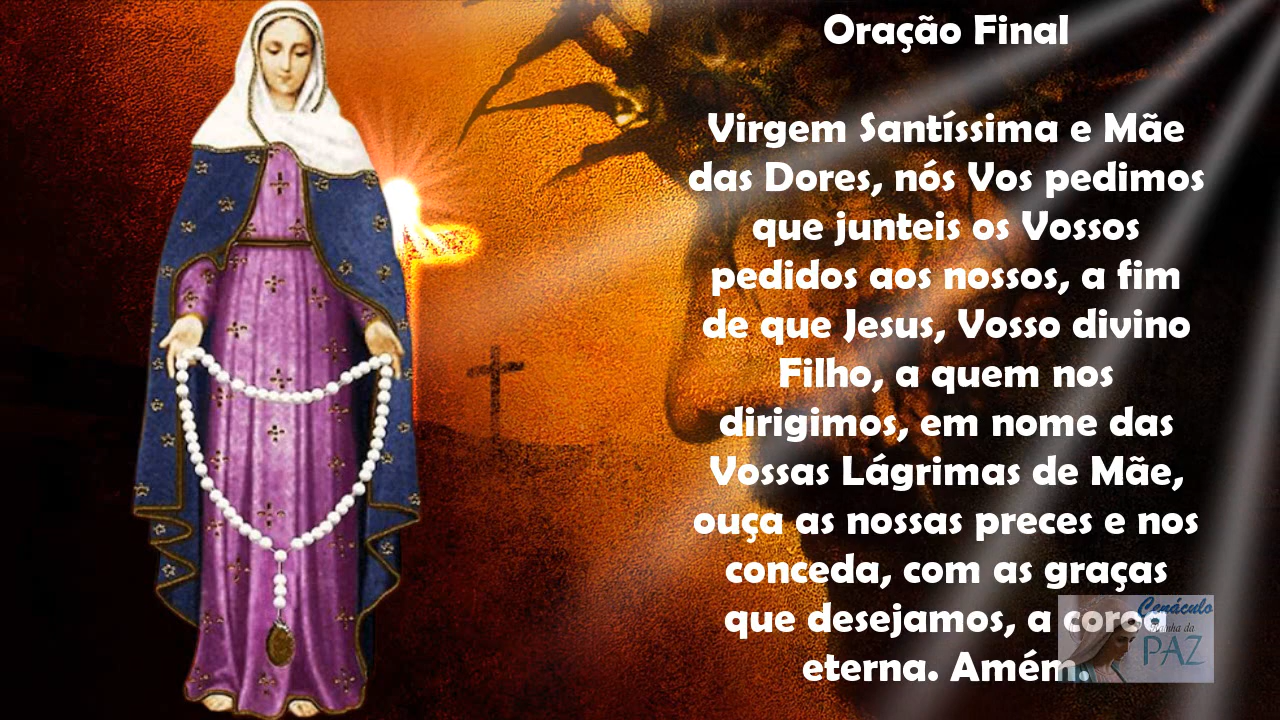 Oração Final
Virgem Santíssima e Mãe
das Dores, nós Vos pedimos
que junteis os Vossos
pedidos aos nossos, a fim
de que Jesus, Vosso divino
Filho, a quem nos
dirigimos, em nome das
Vossas Lágrimas de Mãe,
ouça as nossas preces e nos
conceda, com as graças
que desejamos, a coroa
eterna. Amém.
Cenáculo
Rainha da
PAZ